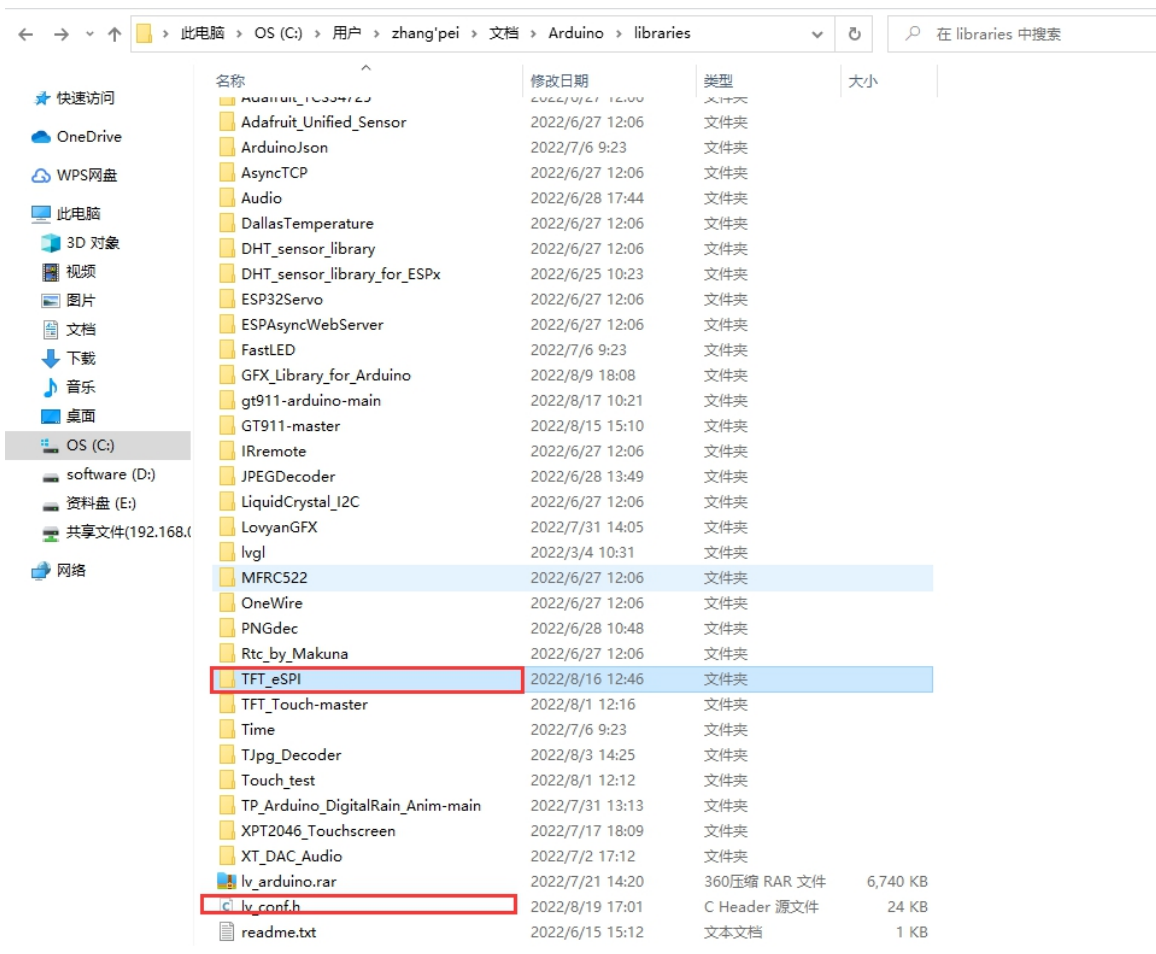 此电脑 › OS (C:) › 用户 › zhang'pei › 文档 › Arduino › libraries
在 libraries 中搜索
名称 修改日期 类型 大小
快速访问
OneDrive
WPS网盘
此电脑
3D 对象
视频
图片
文档
下载
音乐
桌面
OS (C:)
software (D:)
资料盘 (E:)
共享文件(192.168.
网络
Adafruit_TCS34725 2022/6/27 12:06 文件夹
Adafruit_Unified_Sensor 2022/6/27 12:06 文件夹
ArduinoJson 2022/7/6 9:23 文件夹
AsyncTCP 2022/6/27 12:06 文件夹
Audio 2022/6/28 17:44 文件夹
DallasTemperature 2022/6/27 12:06 文件夹
DHT_sensor_library 2022/6/27 12:06 文件夹
DHT_sensor_library_for_ESPx 2022/6/25 10:23 文件夹
ESP32Servo 2022/6/27 12:06 文件夹
ESPAsyncWebServer 2022/6/27 12:06 文件夹
FastLED 2022/7/6 9:23 文件夹
GFX_Library_for_Arduino 2022/8/9 18:08 文件夹
gt911-arduino-main 2022/8/17 10:21 文件夹
GT911-master 2022/8/15 15:10 文件夹
IRremote 2022/6/27 12:06 文件夹
JPEGDecoder 2022/6/28 13:49 文件夹
LiquidCrystal_I2C 2022/6/27 12:06 文件夹
LovyanGFX 2022/7/31 14:05 文件夹
lvgl 2022/3/4 10:31 文件夹
MFRC522 2022/6/27 12:06 文件夹
OneWire 2022/6/27 12:06 文件夹
PNGdec 2022/6/28 10:48 文件夹
Rtc_by_Makuna 2022/6/27 12:06 文件夹
TFT_eSPI 2022/8/16 12:46 文件夹
TFT_Touch-master 2022/8/1 12:16 文件夹
Time 2022/7/6 9:23 文件夹
TJpg_Decoder 2022/8/3 14:25 文件夹
Touch_test 2022/8/1 12:12 文件夹
TP_Arduino_DigitalRain_Anim-main 2022/7/31 13:13 文件夹
XPT2046_Touchscreen 2022/7/17 18:09 文件夹
XT_DAC_Audio 2022/7/2 17:12 文件夹
lv_arduino.rar 2022/7/21 14:20 360压缩 RAR 文件 6,740 KB
lv_conf.h 2022/8/19 17:01 C Header 源文件 24 KB
readme.txt 2022/6/15 15:12 文本文档 1 KB